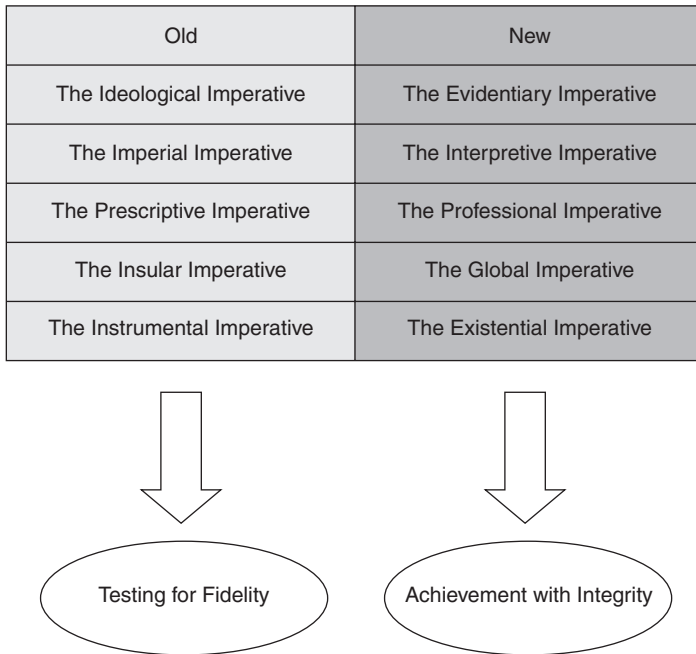 Old New
The Ideological Imperative The Evidentiary Imperative
The Imperial Imperative The Interpretive Imperative
The Prescriptive Imperative The Professional Imperative
The Insular Imperative The Global Imperative
The Instrumental Imperative The Existential Imperative
Testing for Fidelity Achievement with Integrity